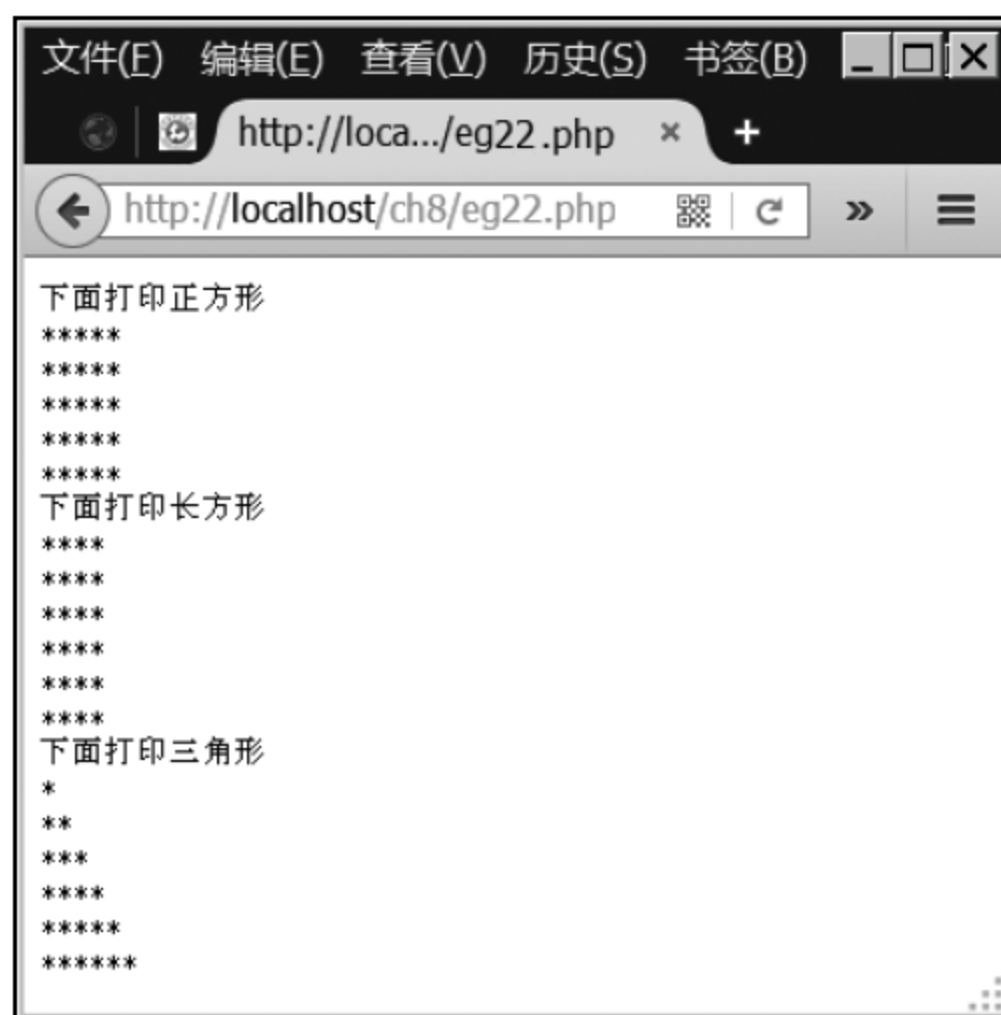 文件(F) 编辑(E) 查看(V) 历史(S) 书签(B)
http://loca.../eg22.php
http://localhost/ch8/eg22.php
下面打印正方形
*****
*****
*****
*****
*****
下面打印长方形
****
****
****
****
****
****
下面打印三角形
*
**
***
****
*****
******